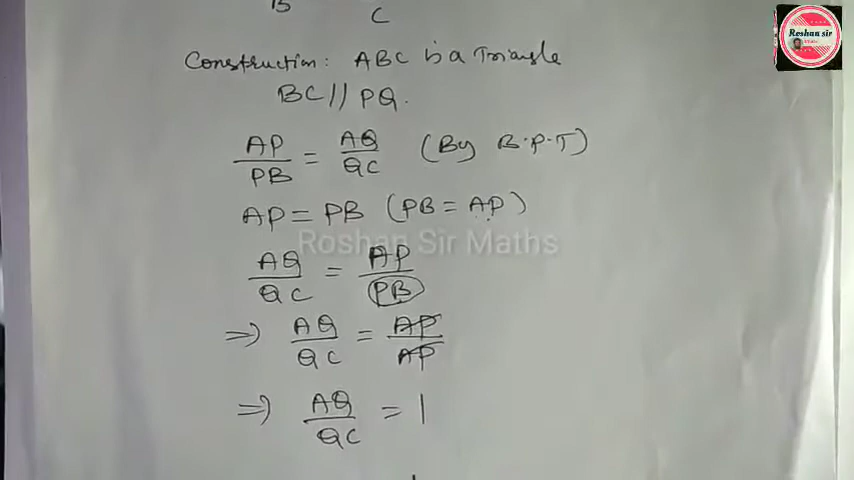 B
C
Roshan sir
Construction: ABC is a Triangle
BC // PQ.
AP/PB = AQ/QC (By B.P.T)
AP = PB (PB = AP)
Roshan Sir Maths
AQ/QC = AP/PB
⇒ AQ/QC = AP/AP
⇒ AQ/QC = 1